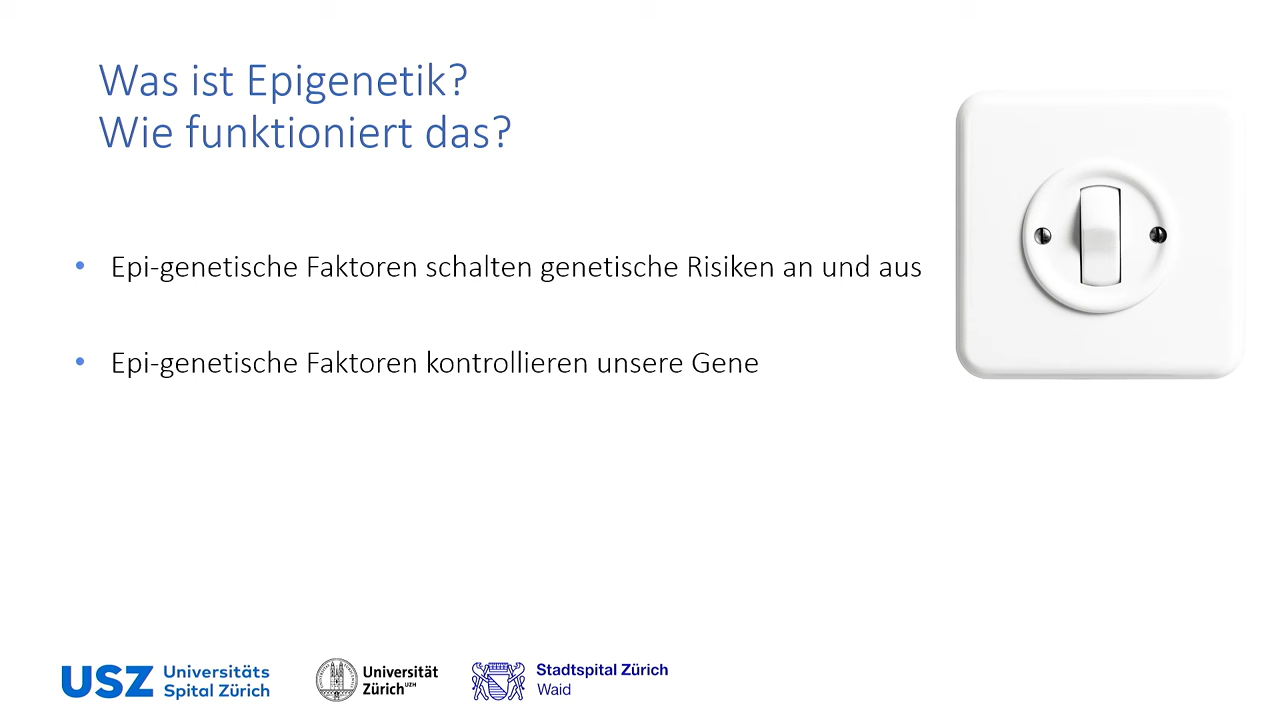 Was ist Epigenetik?
Wie funktioniert das?
• Epi-genetische Faktoren schalten genetische Risiken an und aus
• Epi-genetische Faktoren kontrollieren unsere Gene
USZ Universitäts
Spital Zürich
Universität
Zürich UZH
Stadtspital Zürich
Waid